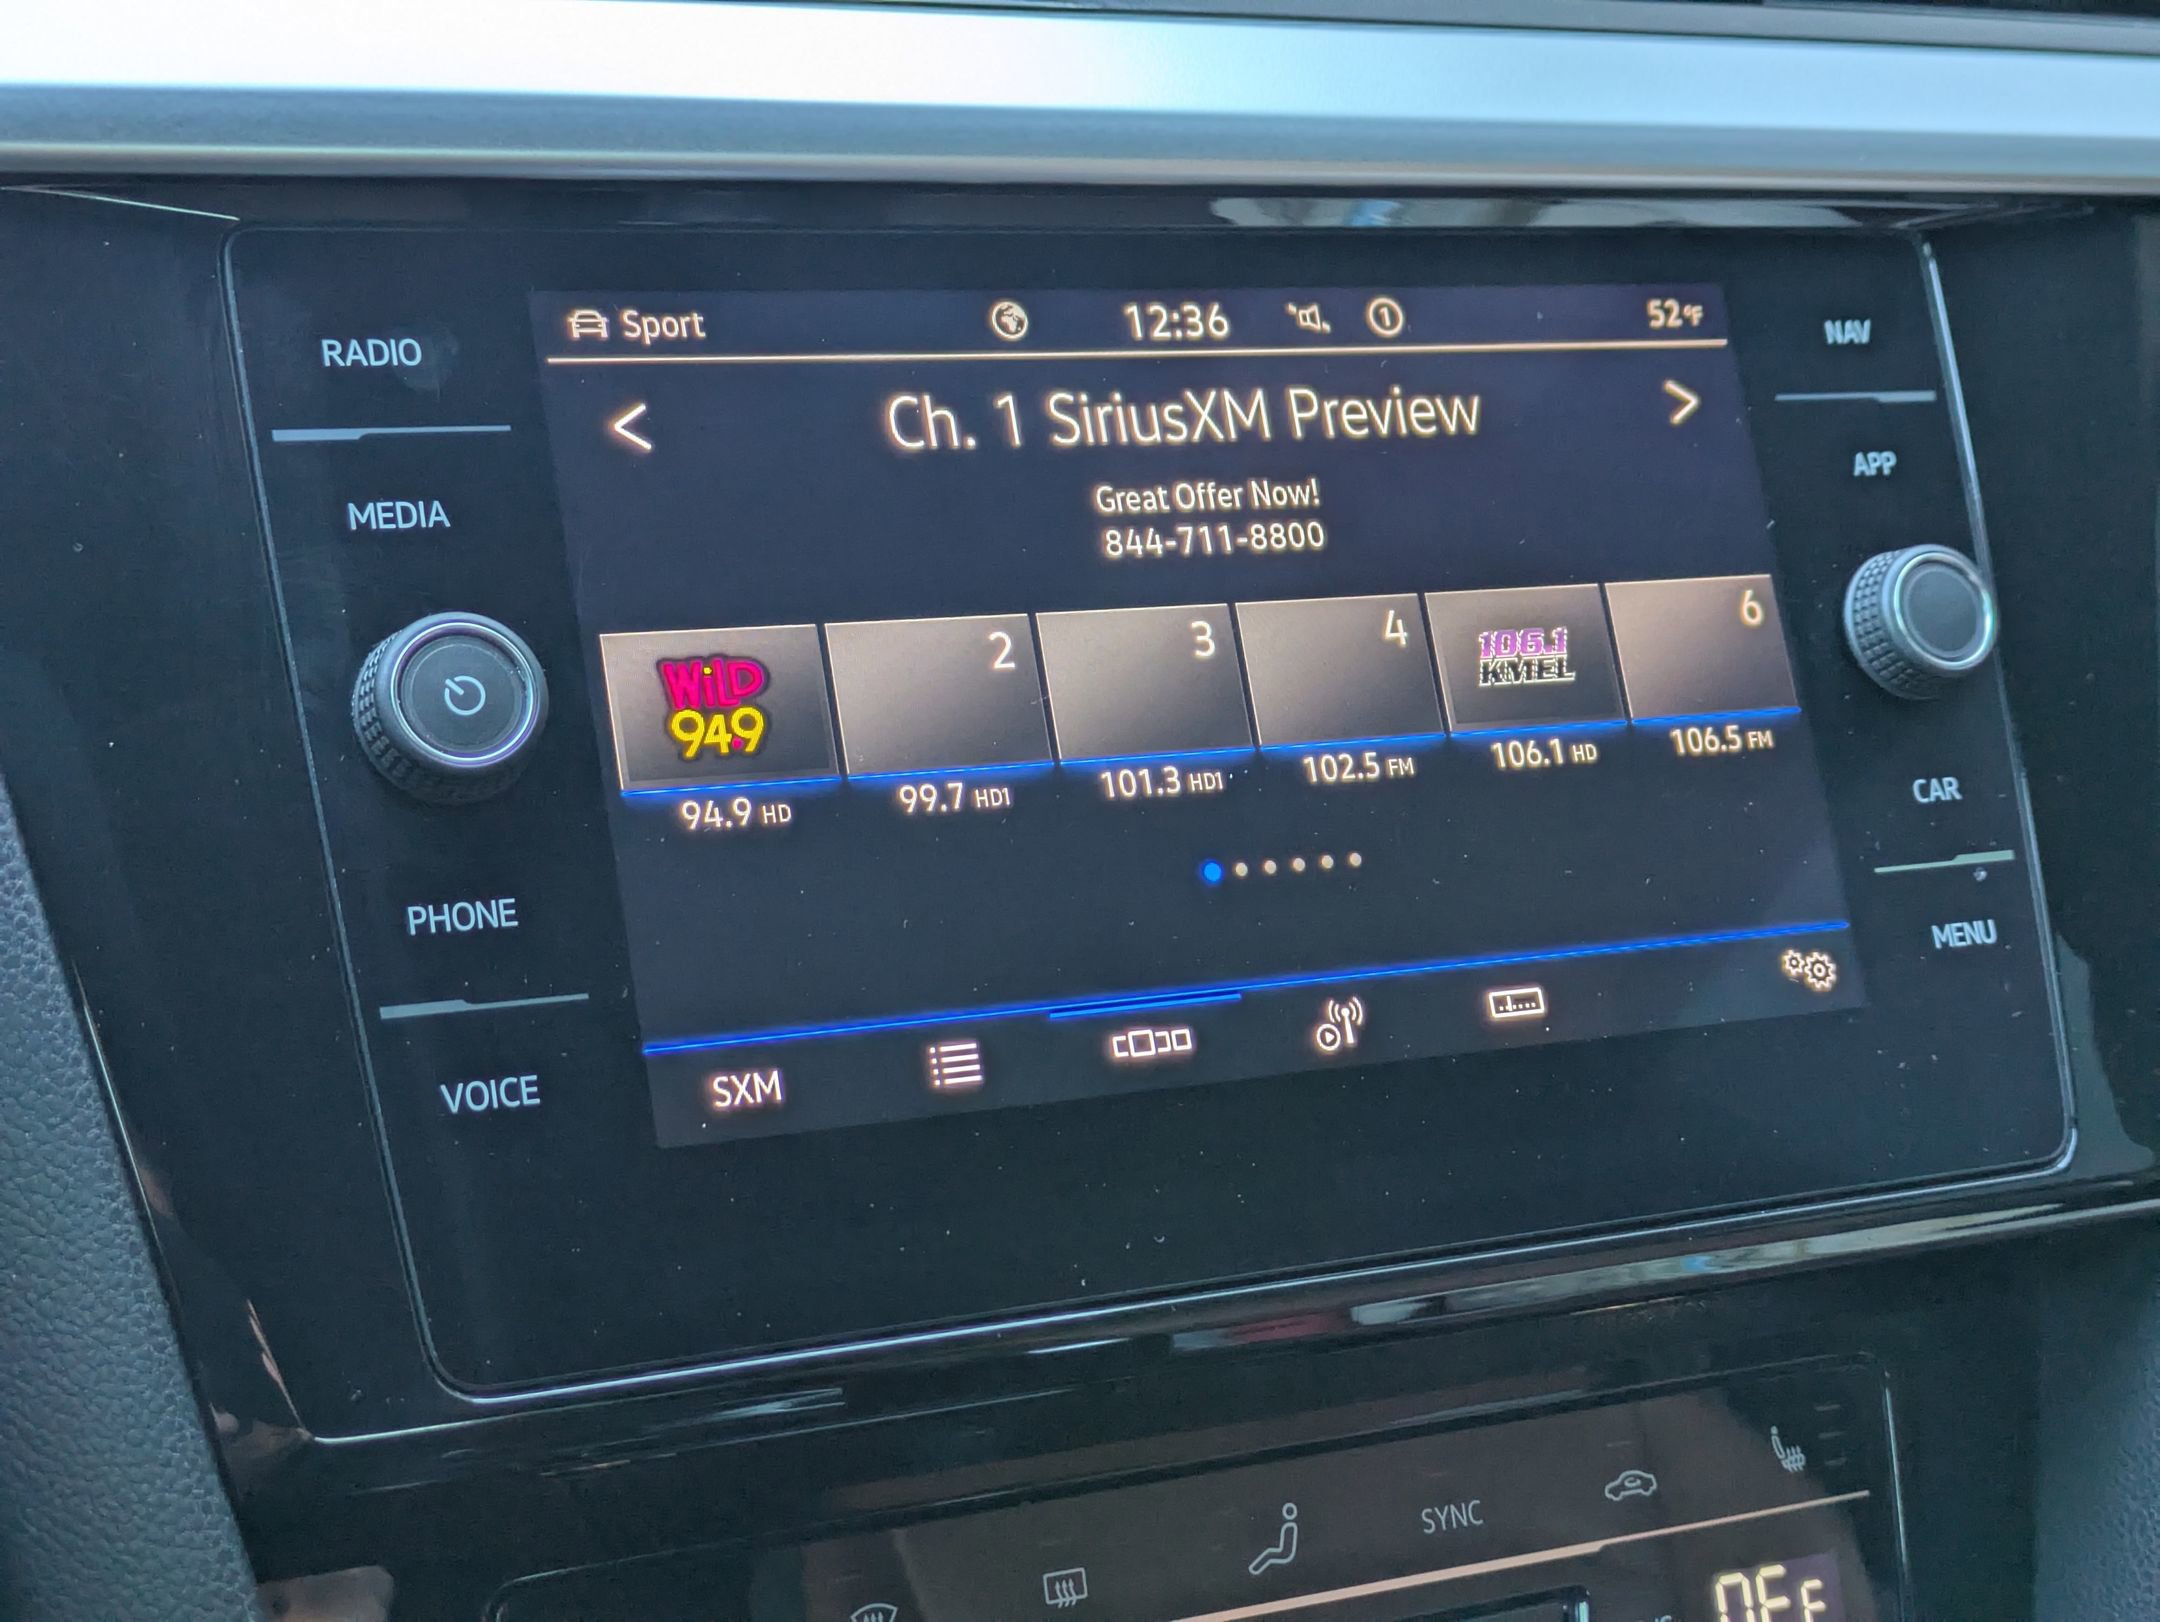 Sport 12:36 1 52°F
RADIO
NAV
< Ch. 1 SiriusXM Preview >
MEDIA
APP
Great Offer Now!
844-711-8800
WiLD
94.9
2
3
4
106.1
KMEL
6
94.9 HD
99.7 HD1
101.3 HD1
102.5 FM
106.1 HD
106.5 FM
CAR
PHONE
MENU
VOICE
SXM
SYNC
OFF